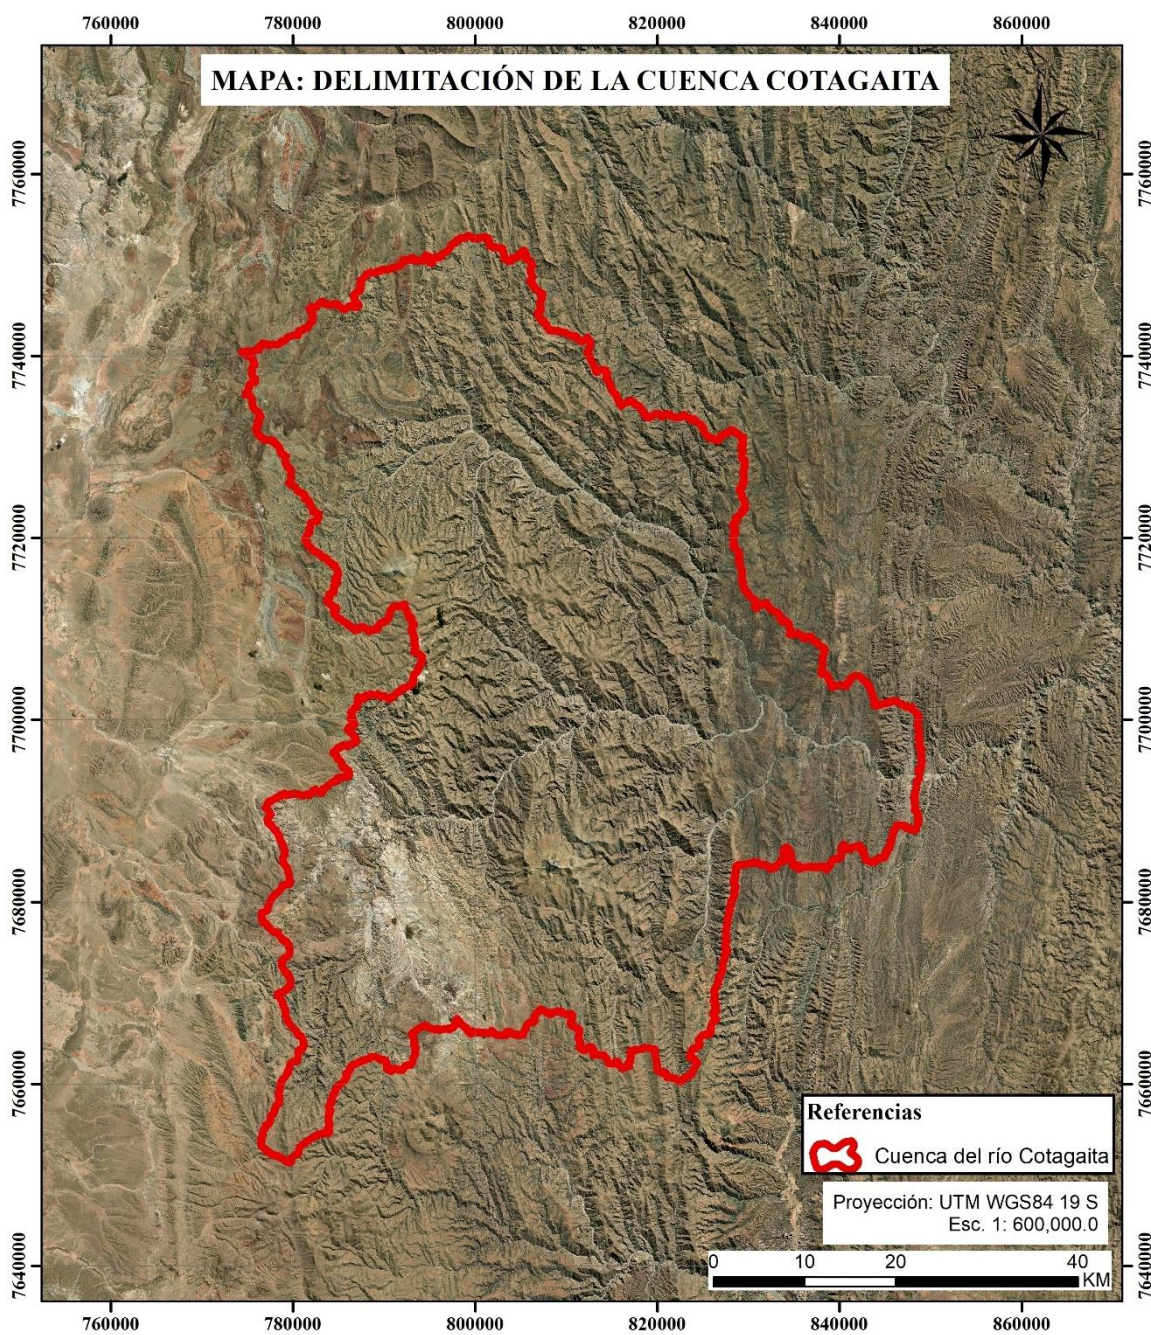 760000 780000 800000 820000 840000 860000
MAPA: DELIMITACIÓN DE LA CUENCA COTAGAITA
7760000 7760000
7740000 7740000
7720000 7720000
7700000 7700000
7680000 7680000
7660000 7660000
Referencias
Cuenca del río Cotagaita
Proyección: UTM WGS84 19 S
Esc. 1: 600,000.0
0 10 20 40
KM
7640000 7640000
760000 780000 800000 820000 840000 860000